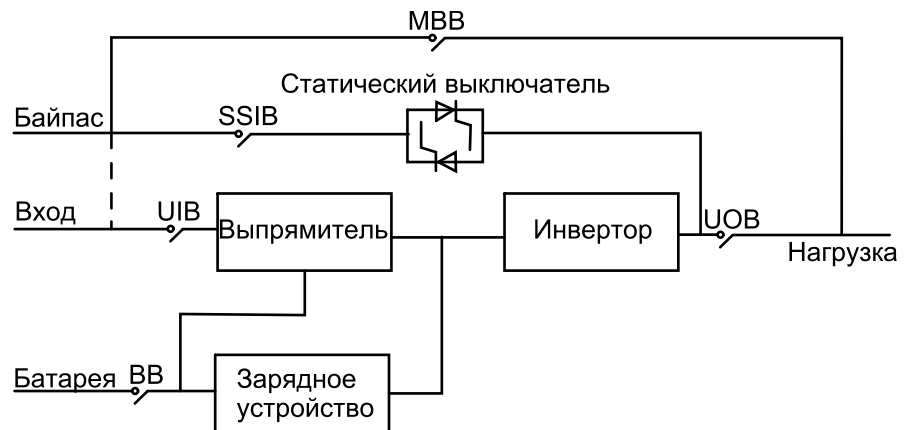 MBB
Статический выключатель
Байпас
SSIB
Вход
UIB
Выпрямитель
Инвертор
UOB
Нагрузка
Батарея
BB
Зарядное
устройство